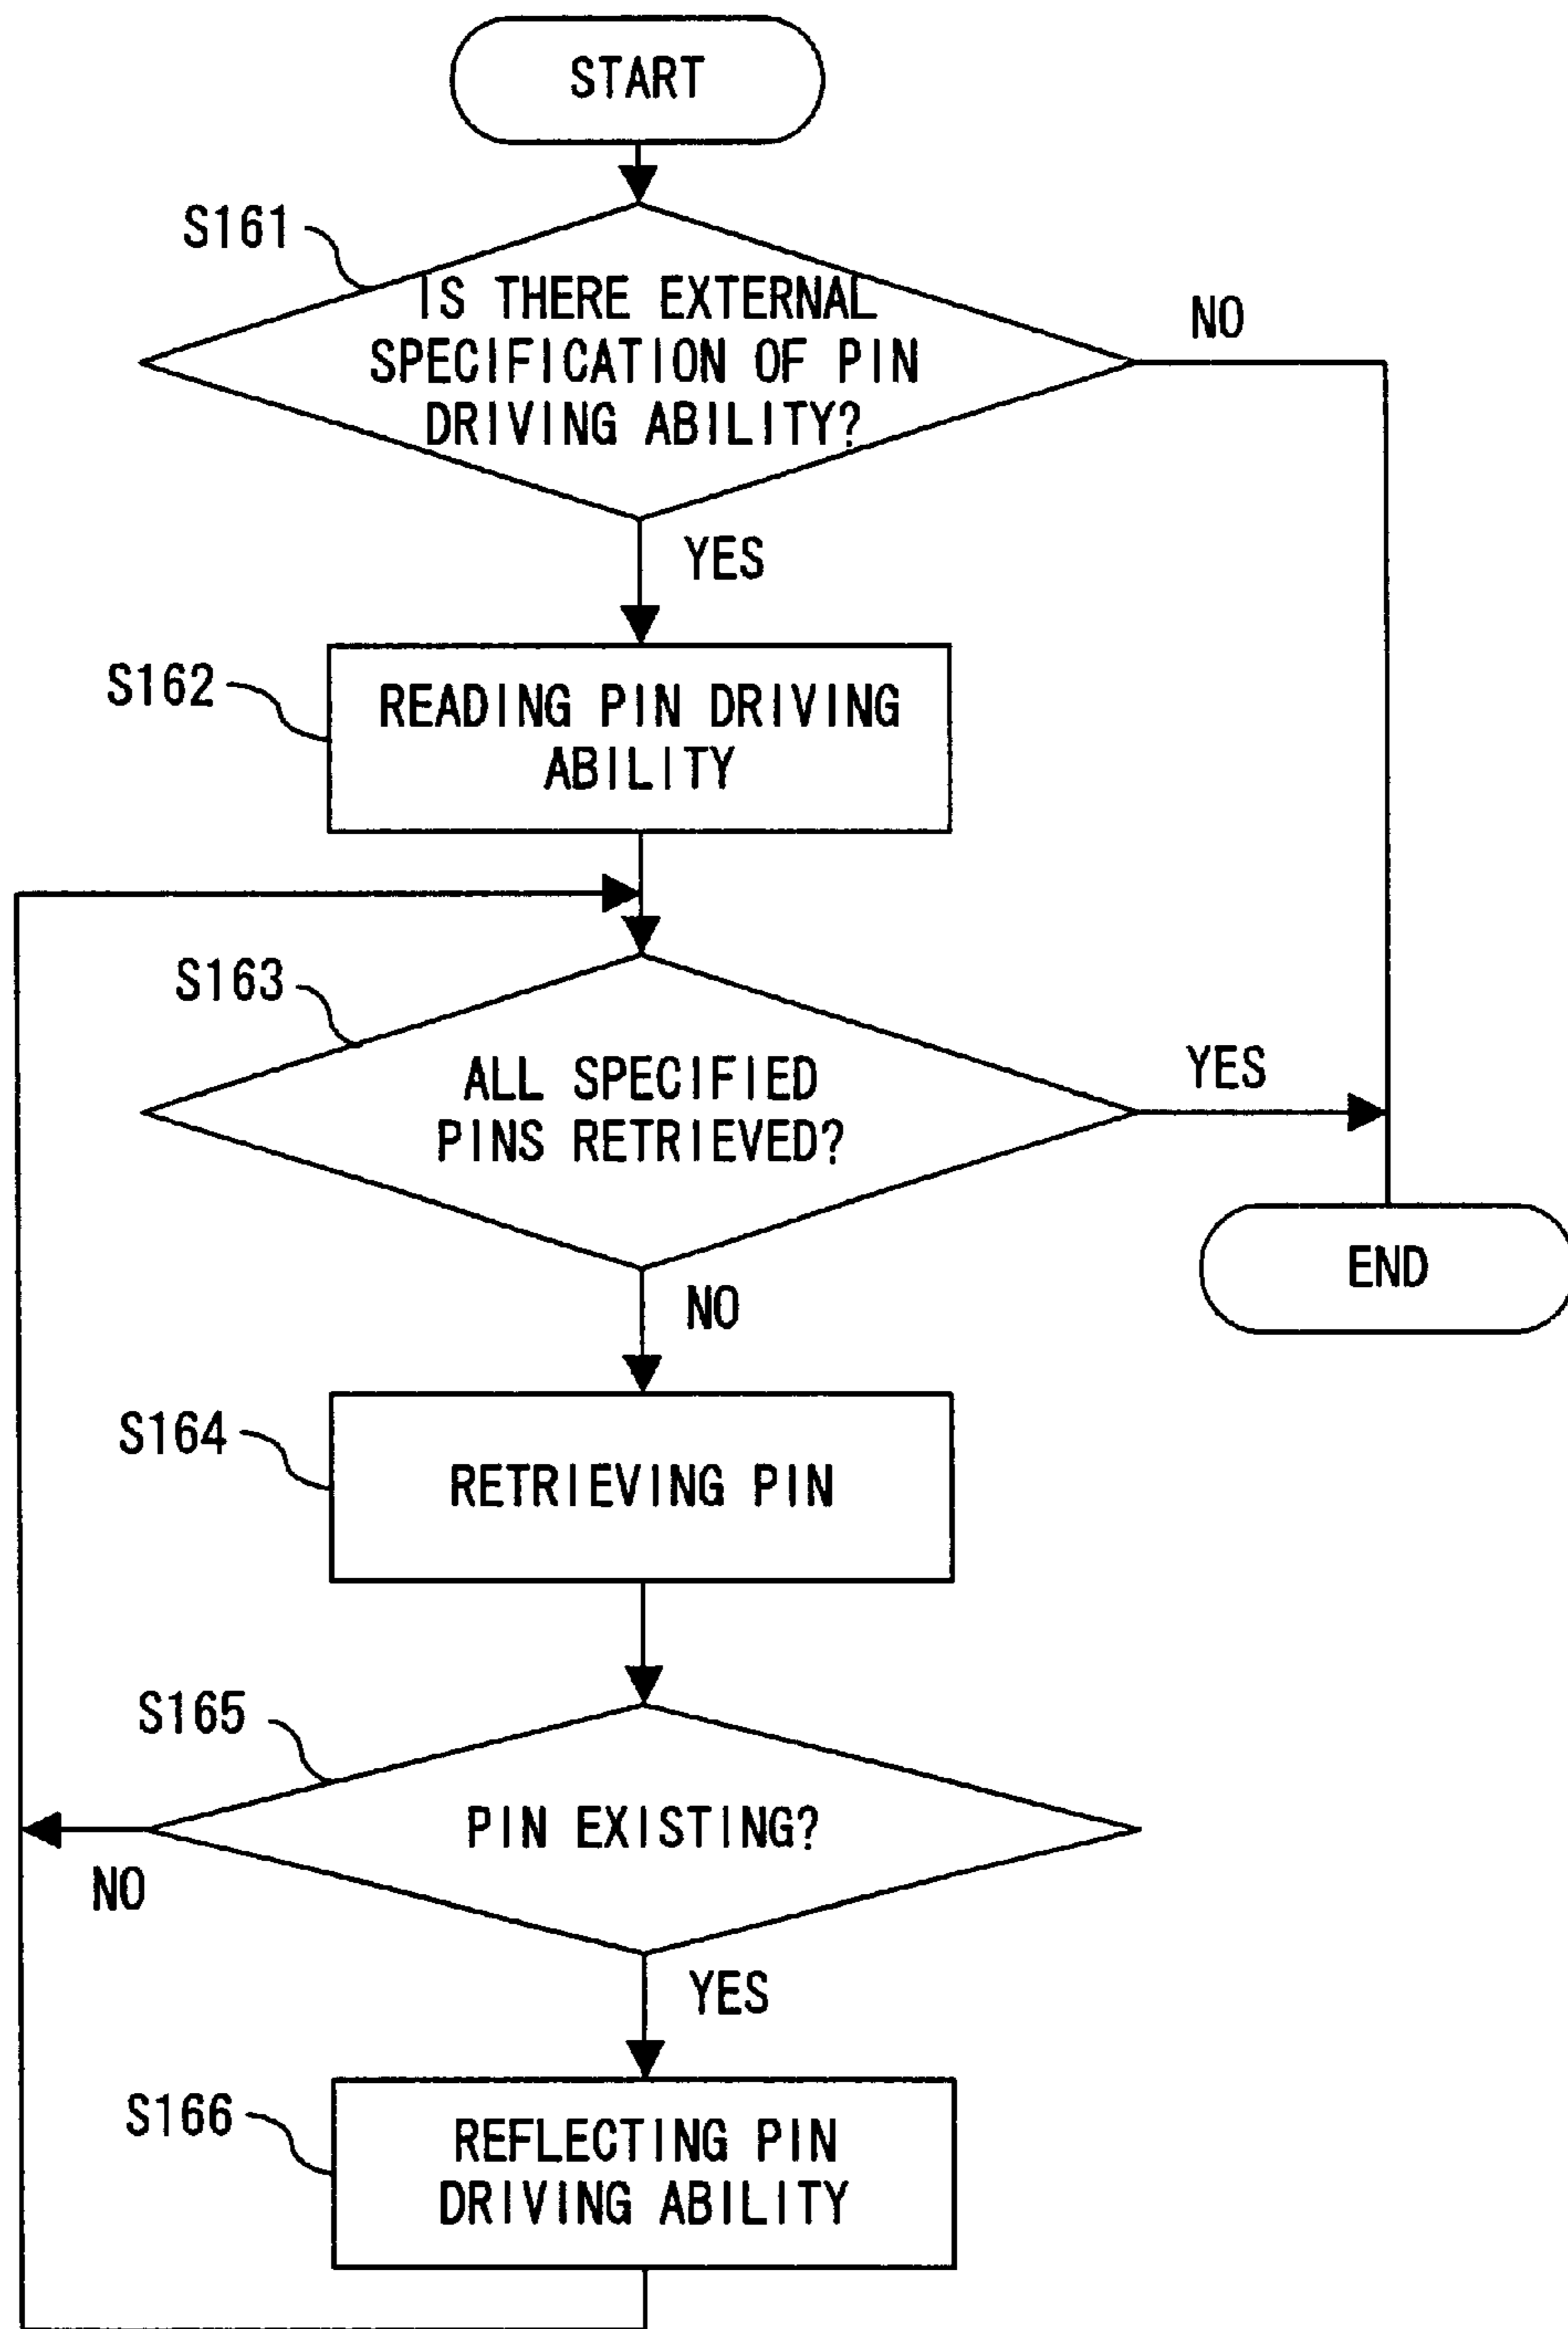 START
S161
IS THERE EXTERNAL
SPECIFICATION OF PIN
DRIVING ABILITY?
NO
YES
S162
READING PIN DRIVING
ABILITY
S163
ALL SPECIFIED
PINS RETRIEVED?
YES
END
NO
S164
RETRIEVING PIN
S165
PIN EXISTING?
NO
YES
S166
REFLECTING PIN
DRIVING ABILITY